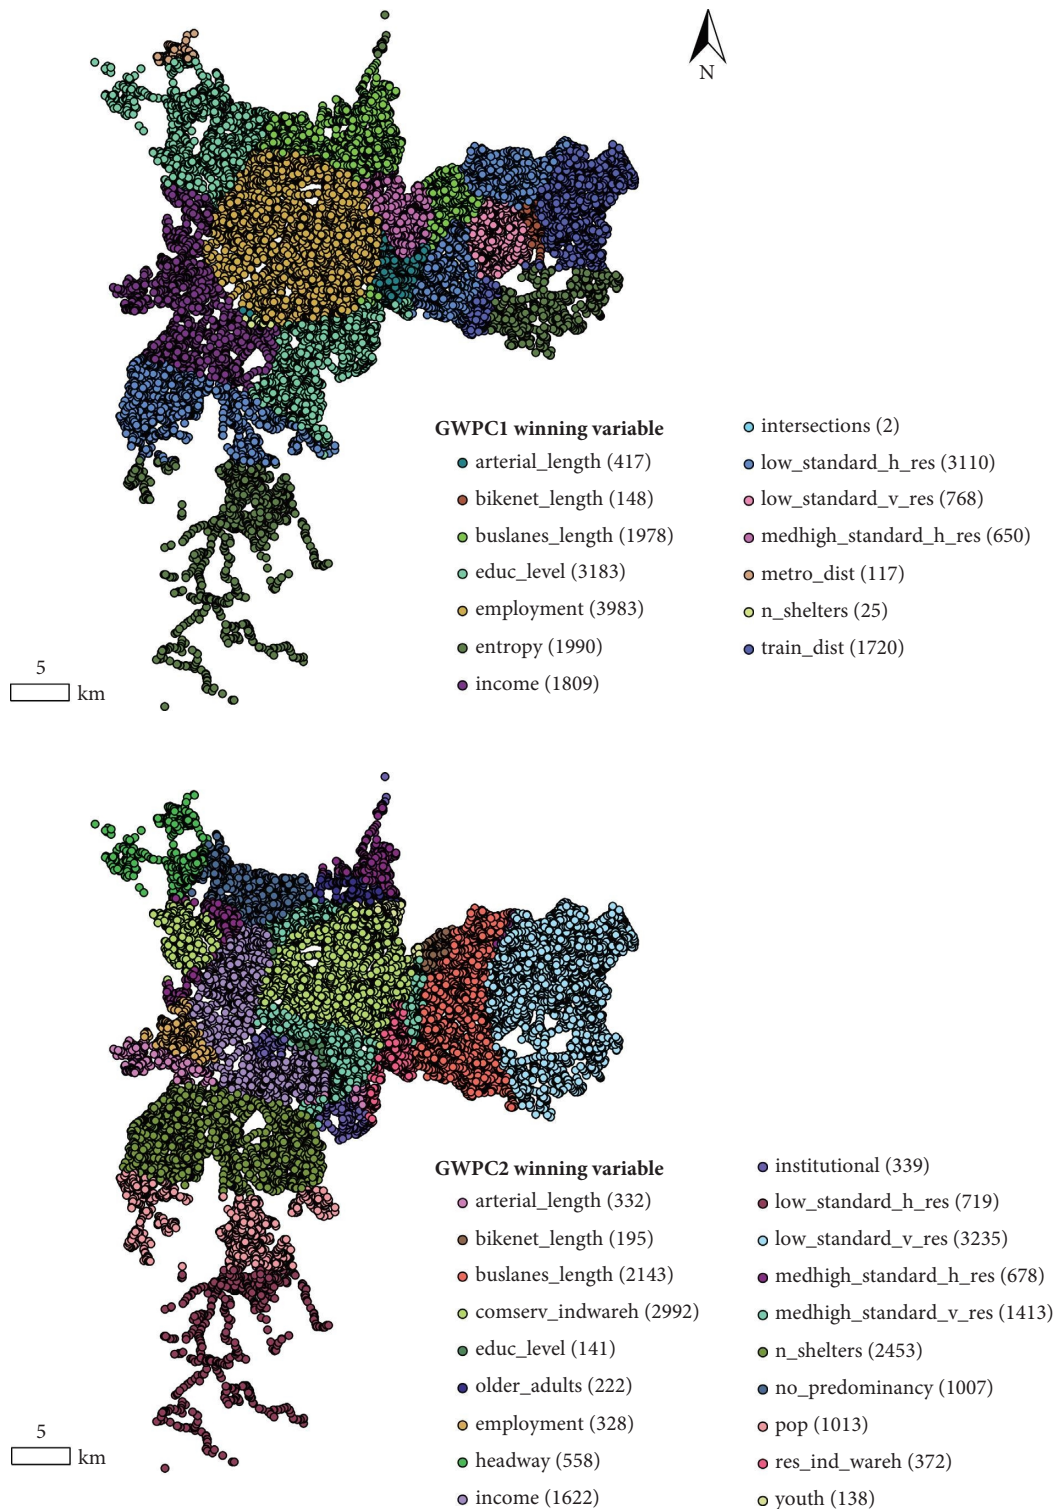 N
GWPC1 winning variable
arterial_length (417)
bikenet_length (148)
buslanes_length (1978)
educ_level (3183)
employment (3983)
entropy (1990)
income (1809)
intersections (2)
low_standard_h_res (3110)
low_standard_v_res (768)
medhigh_standard_h_res (650)
metro_dist (117)
n_shelters (25)
train_dist (1720)
5
km
GWPC2 winning variable
arterial_length (332)
bikenet_length (195)
buslanes_length (2143)
comserv_indwareh (2992)
educ_level (141)
older_adults (222)
employment (328)
headway (558)
income (1622)
institutional (339)
low_standard_h_res (719)
low_standard_v_res (3235)
medhigh_standard_h_res (678)
medhigh_standard_v_res (1413)
n_shelters (2453)
no_predominancy (1007)
pop (1013)
res_ind_wareh (372)
youth (138)
5
km